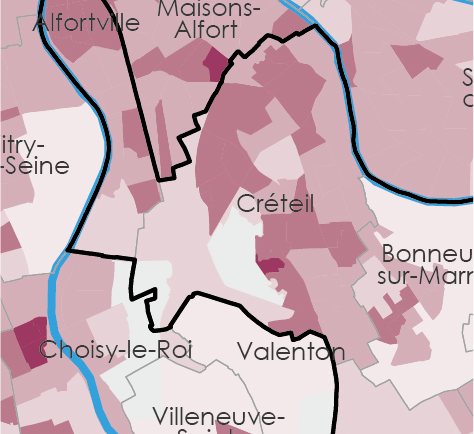 Maisons-
Alfort
Alfortville
S
itry-
-Seine
Créteil
Bonneu
sur-Marr
Choisy-le-Roi
Valenton
Villeneuve-